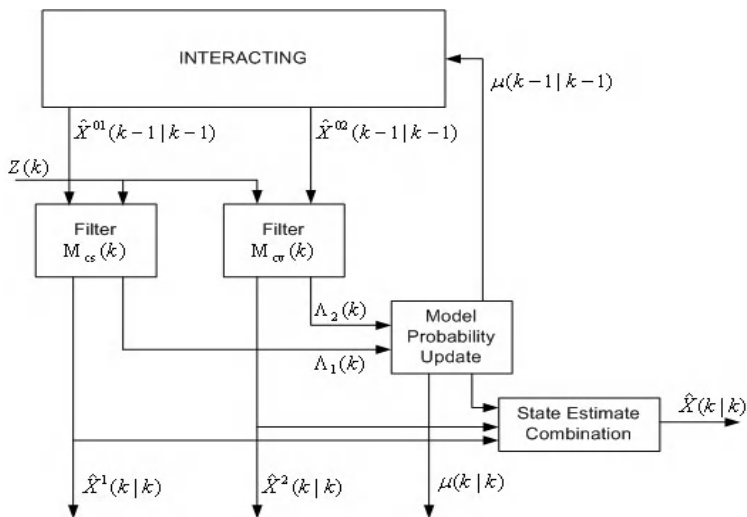 INTERACTING
μ(k−1|k−1)
X̂⁰¹(k−1|k−1)
X̂⁰²(k−1|k−1)
Z(k)
Filter
M_cs(k)
Filter
M_cv(k)
Λ₂(k)
Λ₁(k)
Model
Probability
Update
State Estimate
Combination
X̂(k|k)
X̂¹(k|k)
X̂²(k|k)
μ(k|k)